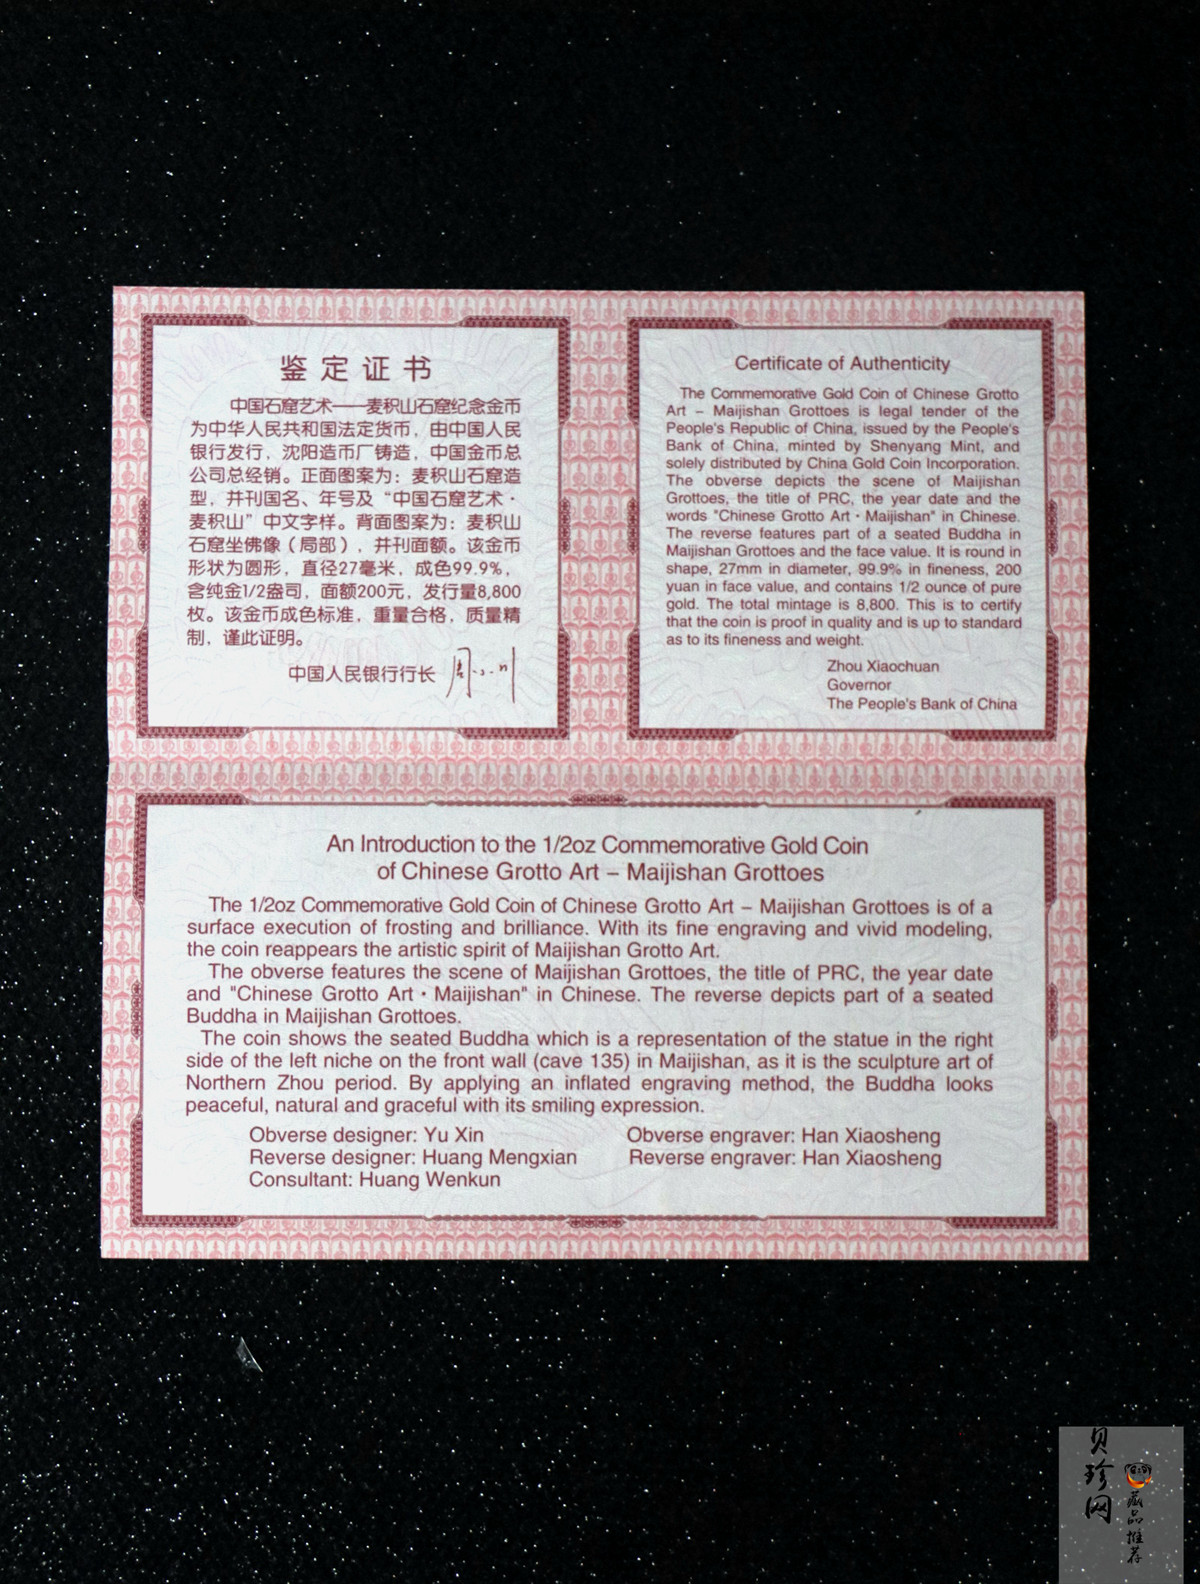 鉴定证书
中国石窟艺术——麦积山石窟纪念金币
为中华人民共和国法定货币，由中国人民
银行发行，沈阳造币厂铸造，中国金币总
公司总经销。正面图案为：麦积山石窟造
型，并刊国名、年号及“中国石窟艺术·
麦积山”中文字样。背面图案为：麦积山
石窟坐佛像（局部），并刊面额。该金币
形状为圆形，直径27毫米，成色99.9%，
含纯金1/2盎司，面额200元，发行量8,800
枚。该金币成色标准，重量合格，质量精
制，谨此证明。
中国人民银行行长 周小川
Certificate of Authenticity
The Commemorative Gold Coin of Chinese Grotto
Art – Maijishan Grottoes is legal tender of the
People's Republic of China, issued by the People's
Bank of China, minted by Shenyang Mint, and
solely distributed by China Gold Coin Incorporation.
The obverse depicts the scene of Maijishan
Grottoes, the title of PRC, the year date and the
words "Chinese Grotto Art · Maijishan" in Chinese.
The reverse features part of a seated Buddha in
Maijishan Grottoes and the face value. It is round in
shape, 27mm in diameter, 99.9% in fineness, 200
yuan in face value, and contains 1/2 ounce of pure
gold. The total mintage is 8,800. This is to certify
that the coin is proof in quality and is up to standard
as to its fineness and weight.
Zhou Xiaochuan
Governor
The People's Bank of China
An Introduction to the 1/2oz Commemorative Gold Coin
of Chinese Grotto Art – Maijishan Grottoes
The 1/2oz Commemorative Gold Coin of Chinese Grotto Art – Maijishan Grottoes is of a
surface execution of frosting and brilliance. With its fine engraving and vivid modeling,
the coin reappears the artistic spirit of Maijishan Grotto Art.
The obverse features the scene of Maijishan Grottoes, the title of PRC, the year date
and "Chinese Grotto Art · Maijishan" in Chinese. The reverse depicts part of a seated
Buddha in Maijishan Grottoes.
The coin shows the seated Buddha which is a representation of the statue in the right
side of the left niche on the front wall (cave 135) in Maijishan, as it is the sculpture art of
Northern Zhou period. By applying an inflated engraving method, the Buddha looks
peaceful, natural and graceful with its smiling expression.
Obverse designer: Yu Xin Obverse engraver: Han Xiaosheng
Reverse designer: Huang Mengxian Reverse engraver: Han Xiaosheng
Consultant: Huang Wenkun
贝珍网
藏品推荐